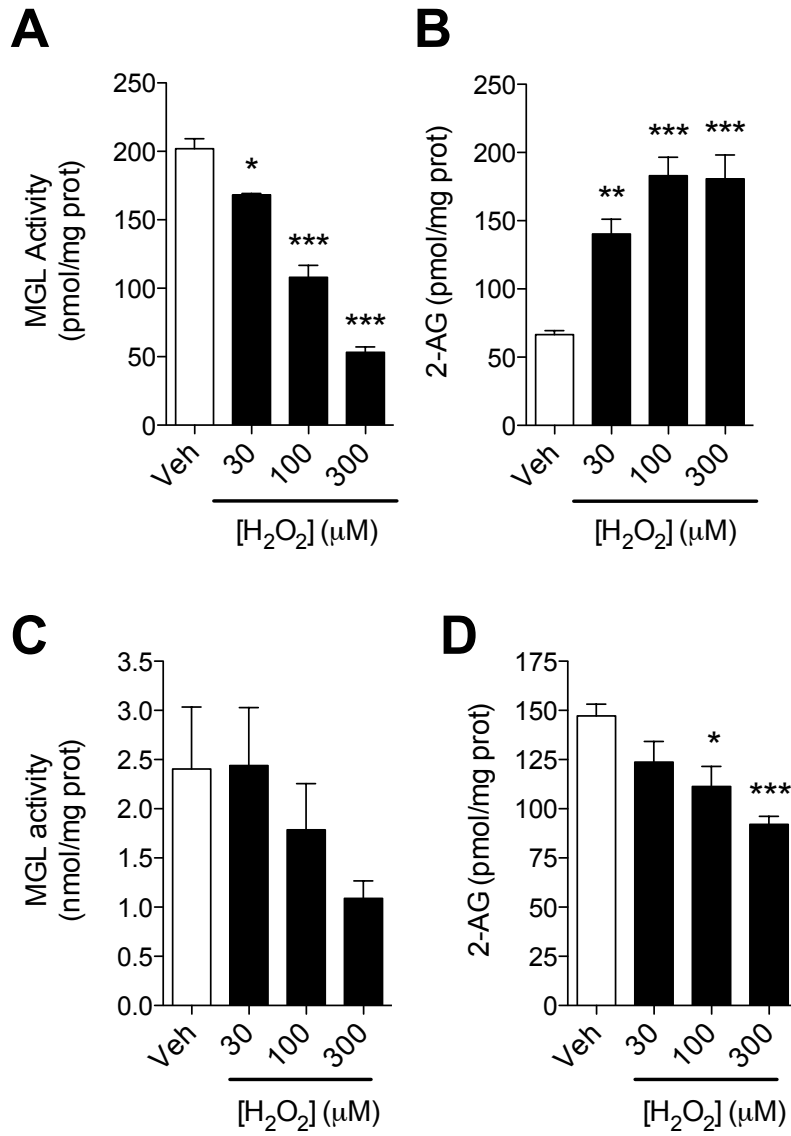 A
MGL Activity
(pmol/mg prot)
250
200
150
100
50
0
*
***
***
Veh
30
100
300
[H₂O₂] (μM)
B
2-AG (pmol/mg prot)
250
200
150
100
50
0
**
***
***
Veh
30
100
300
[H₂O₂] (μM)
C
MGL activity
(nmol/mg prot)
3.5
3.0
2.5
2.0
1.5
1.0
0.5
0.0
Veh
30
100
300
[H₂O₂] (μM)
D
2-AG (pmol/mg prot)
175
150
125
100
75
50
25
0
*
***
Veh
30
100
300
[H₂O₂] (μM)